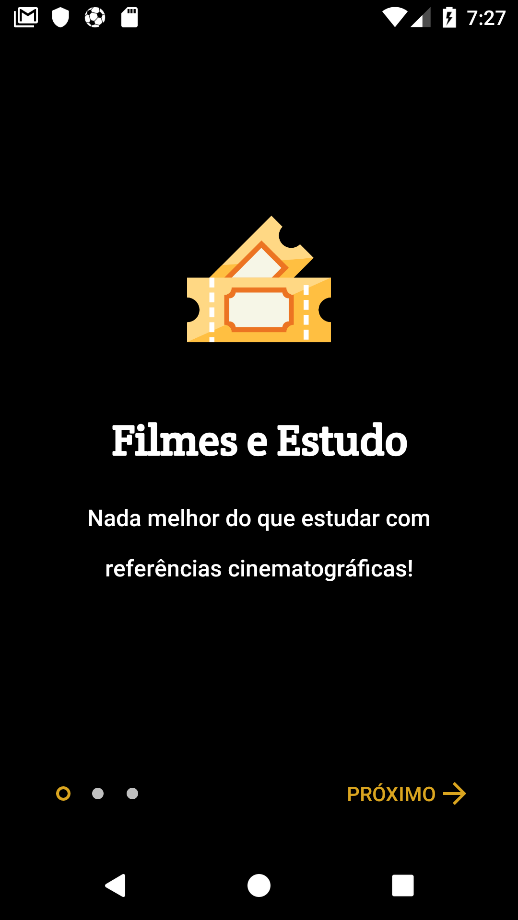 7:27
Filmes e Estudo
Nada melhor do que estudar com
referências cinematográficas!
PRÓXIMO